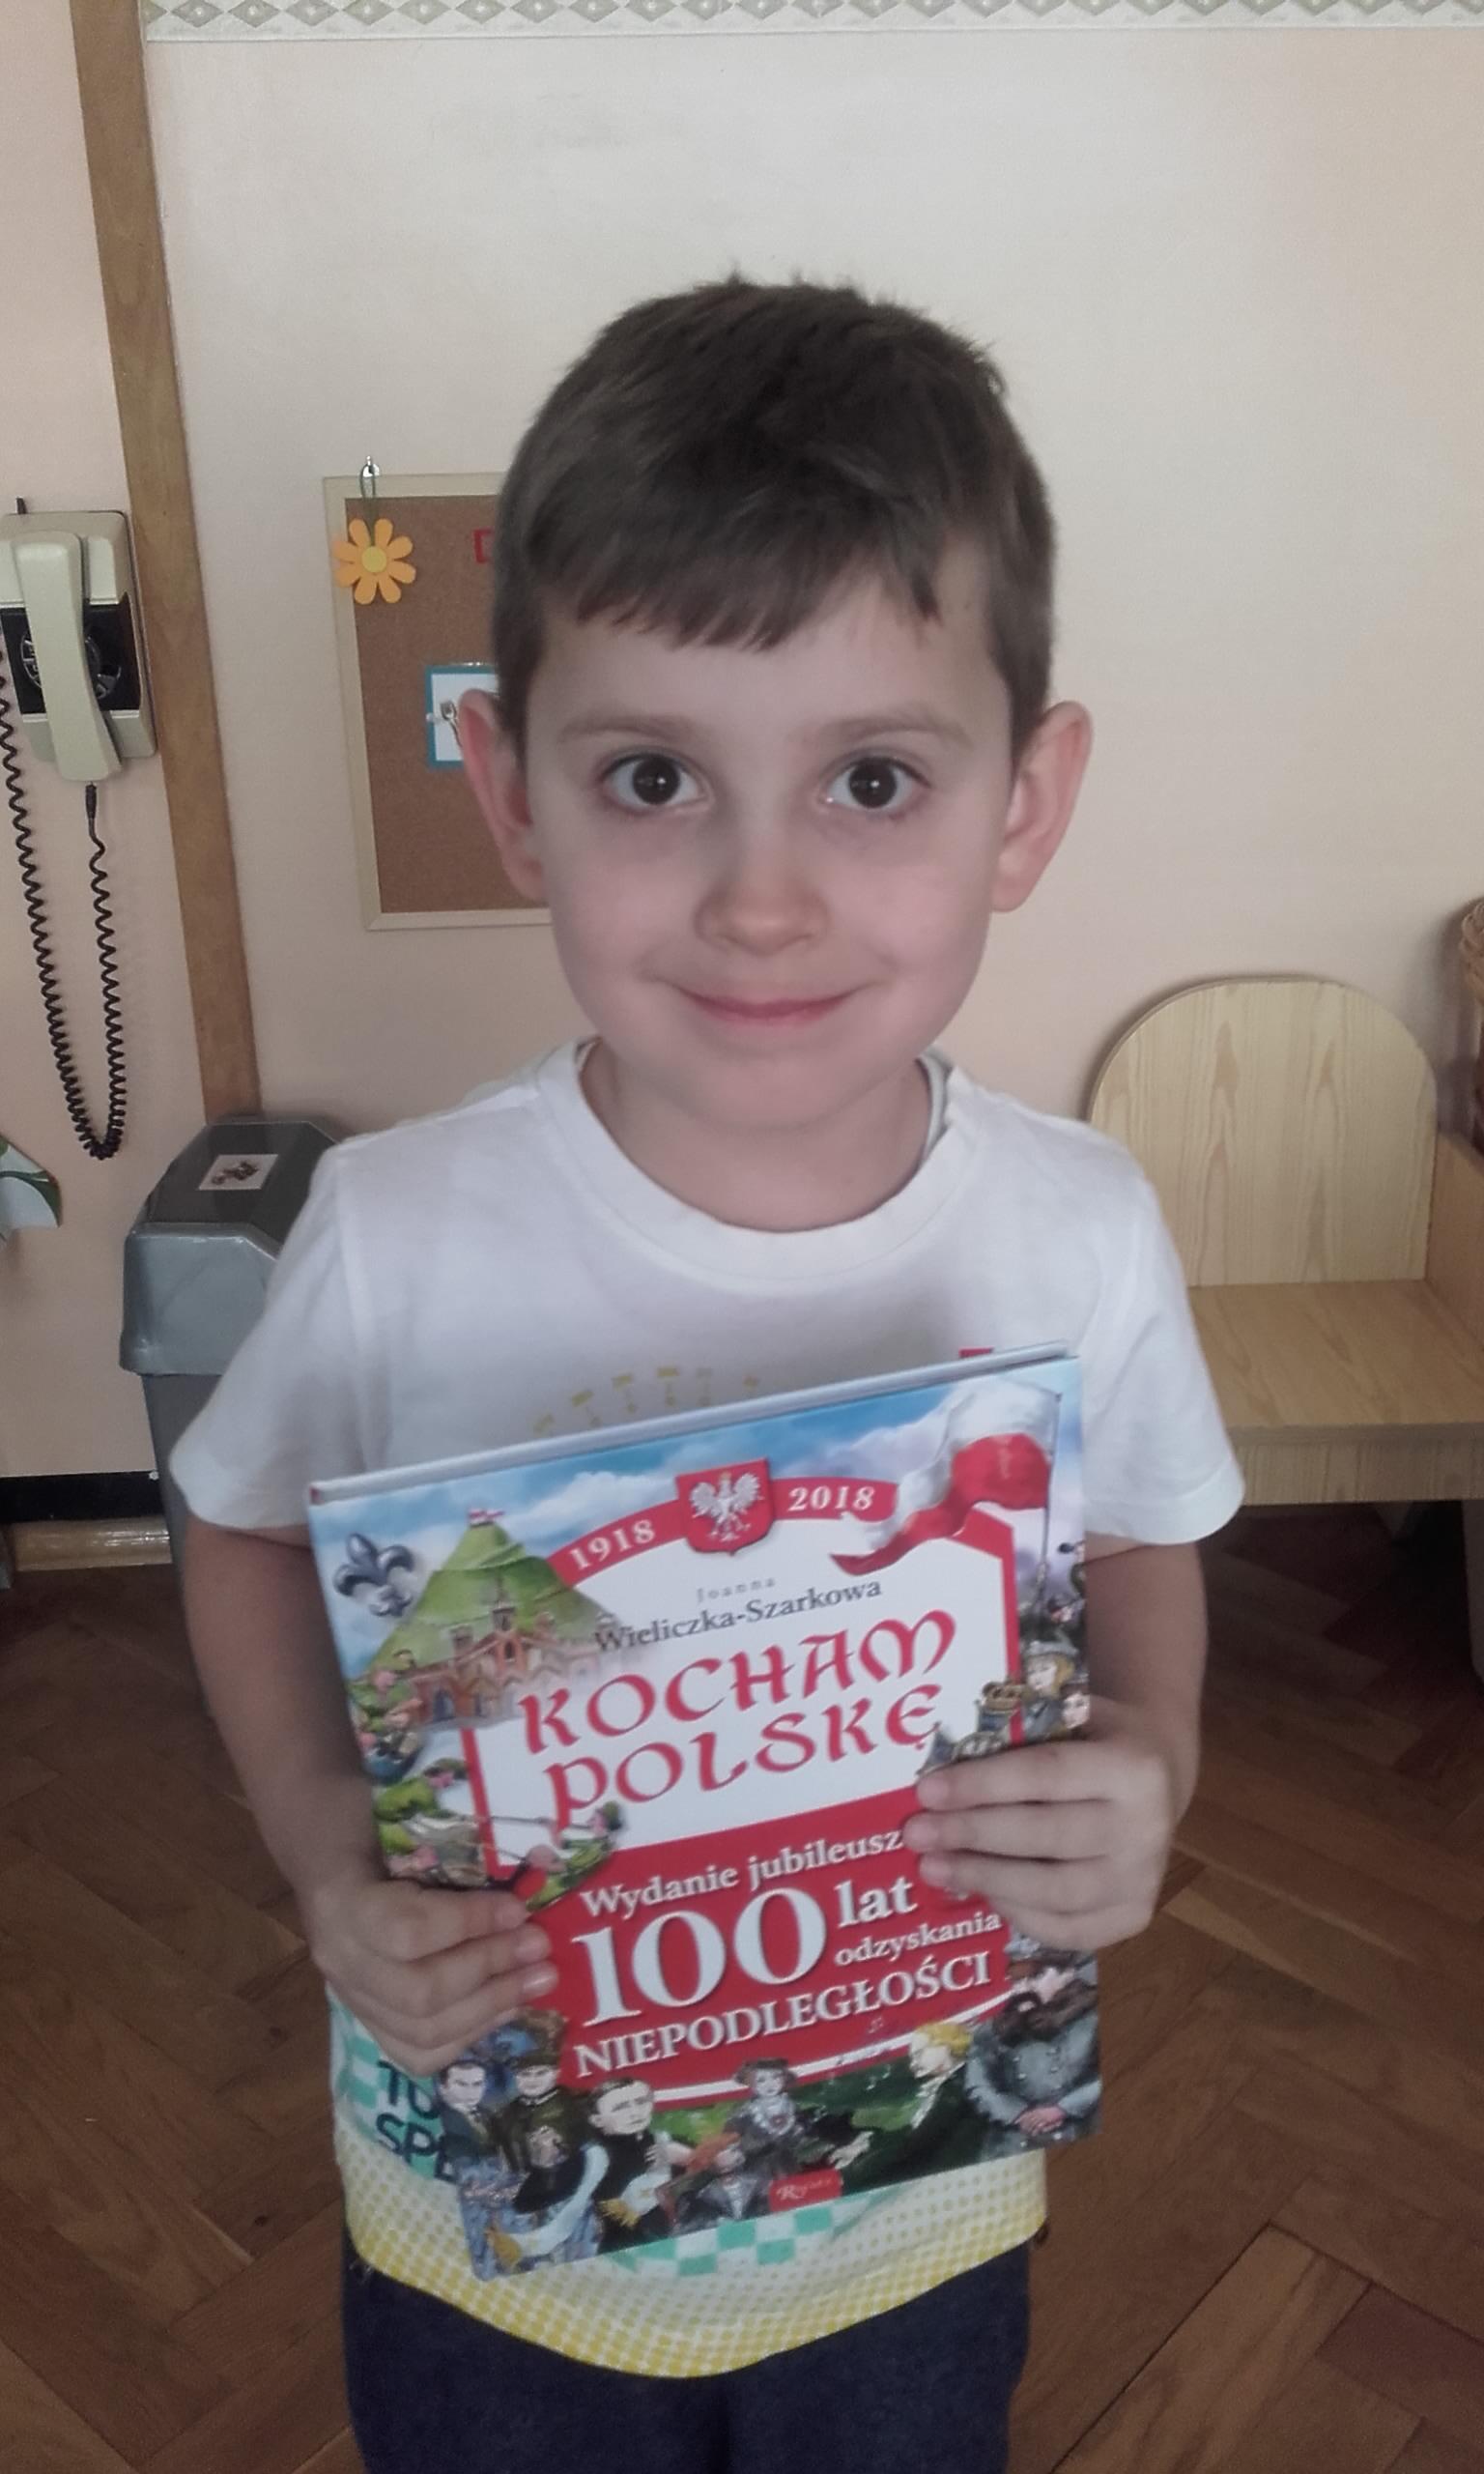 1918 2018
Joanna
Wieliczka-Szarkowa
KOCHAM
POLSKĘ
Wydanie jubileusz
100 lat
odzyskania
NIEPODLEGŁOŚCI